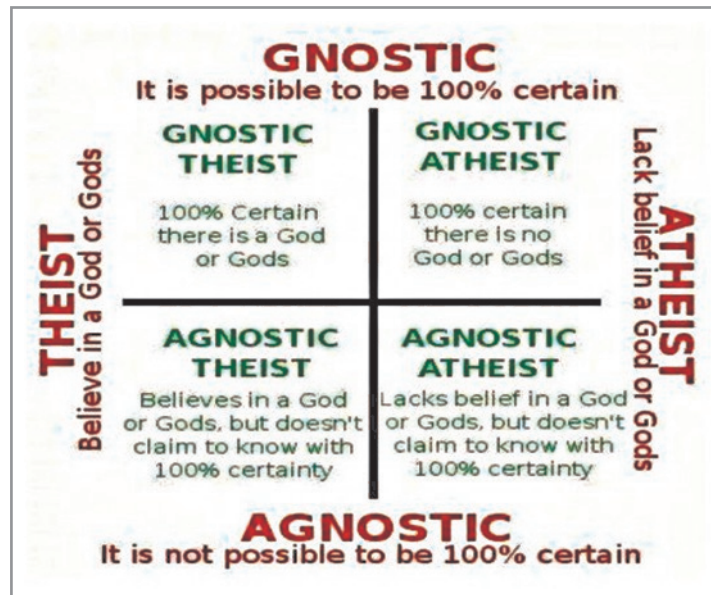 GNOSTIC
It is possible to be 100% certain
THEIST
Believe in a God or Gods
GNOSTIC
THEIST
100% Certain
there is a God
or Gods
GNOSTIC
ATHEIST
100% certain
there is no
God or Gods
ATHEIST
Lack belief in a God or Gods
AGNOSTIC
THEIST
Believes in a God
or Gods, but doesn't
claim to know with
100% certainty
AGNOSTIC
ATHEIST
Lacks belief in a God
or Gods, but doesn't
claim to know with
100% certainty
AGNOSTIC
It is not possible to be 100% certain